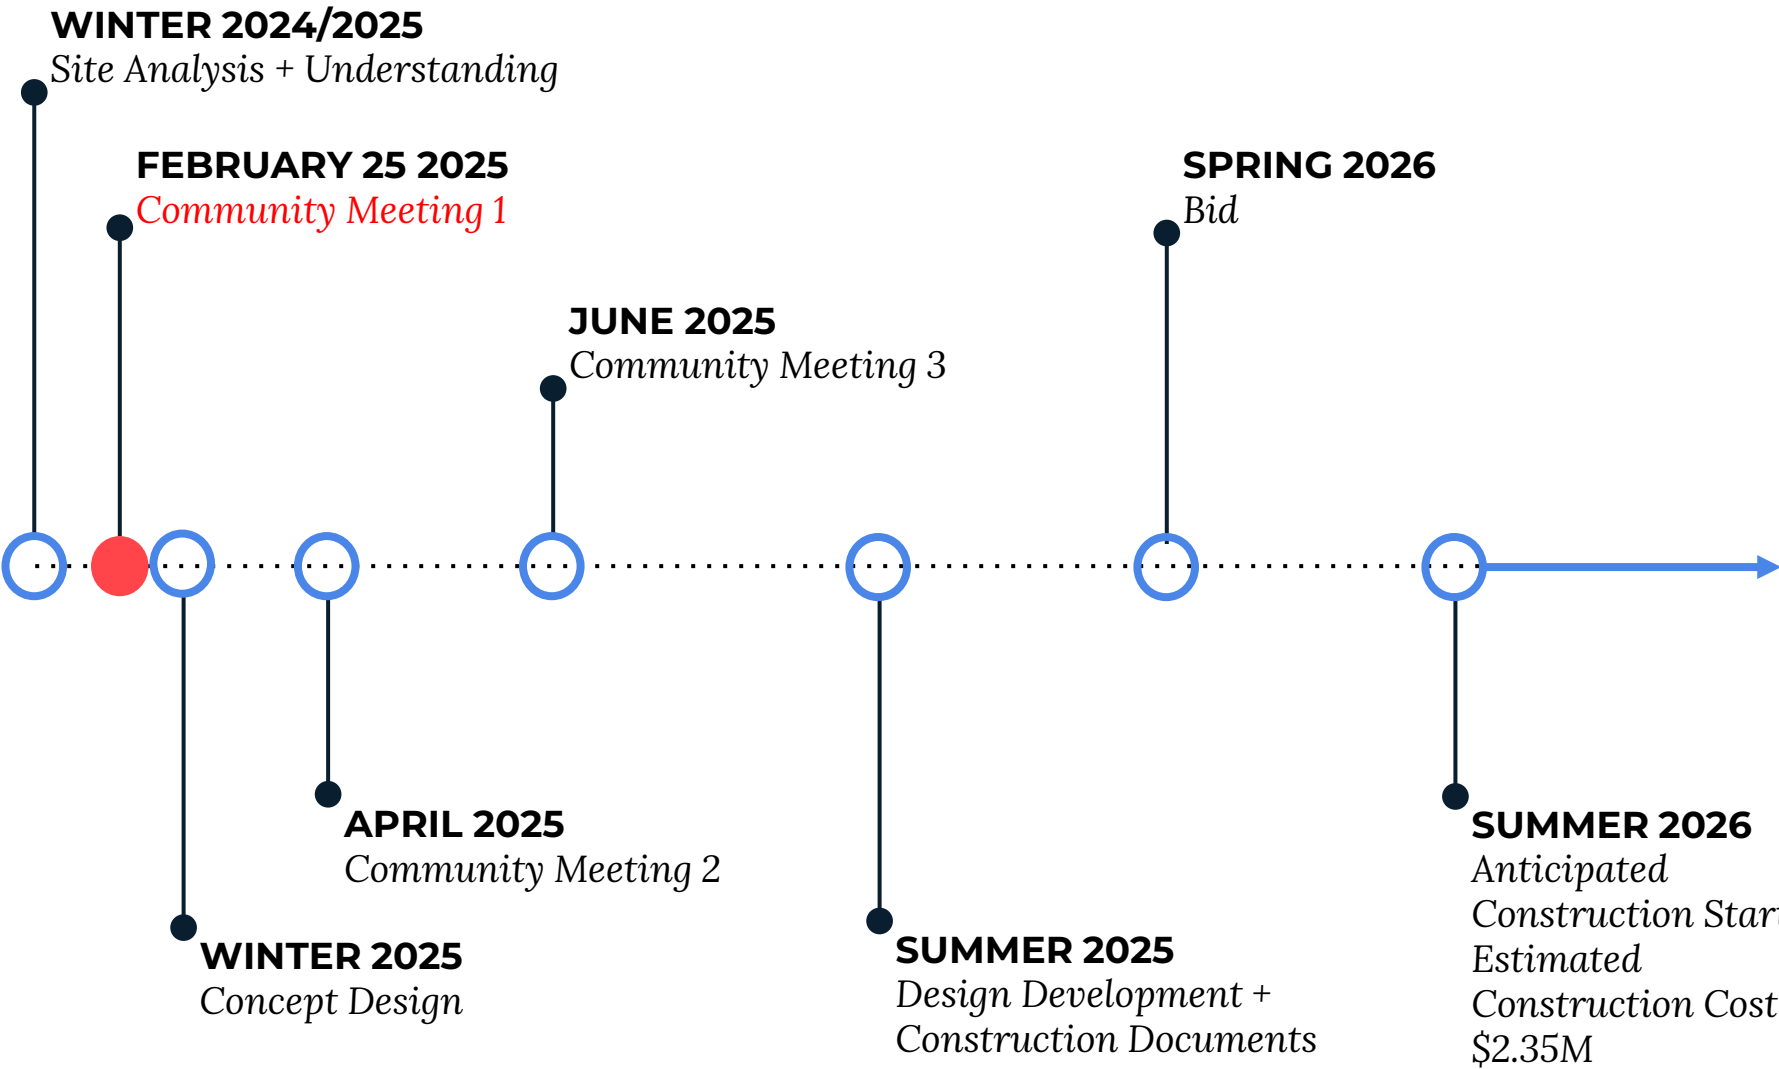 WINTER 2024/2025
Site Analysis + Understanding
FEBRUARY 25 2025
Community Meeting 1
SPRING 2026
Bid
JUNE 2025
Community Meeting 3
APRIL 2025
Community Meeting 2
WINTER 2025
Concept Design
SUMMER 2025
Design Development +
Construction Documents
SUMMER 2026
Anticipated
Construction Start
Estimated
Construction Cost
$2.35M